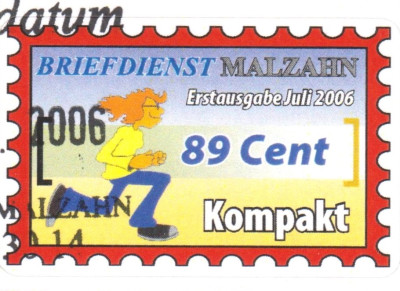 datum
BRIEFDIENST MALZAHN
Erstausgabe Juli 2006
2006
89 Cent
MALZAHN
Kompakt